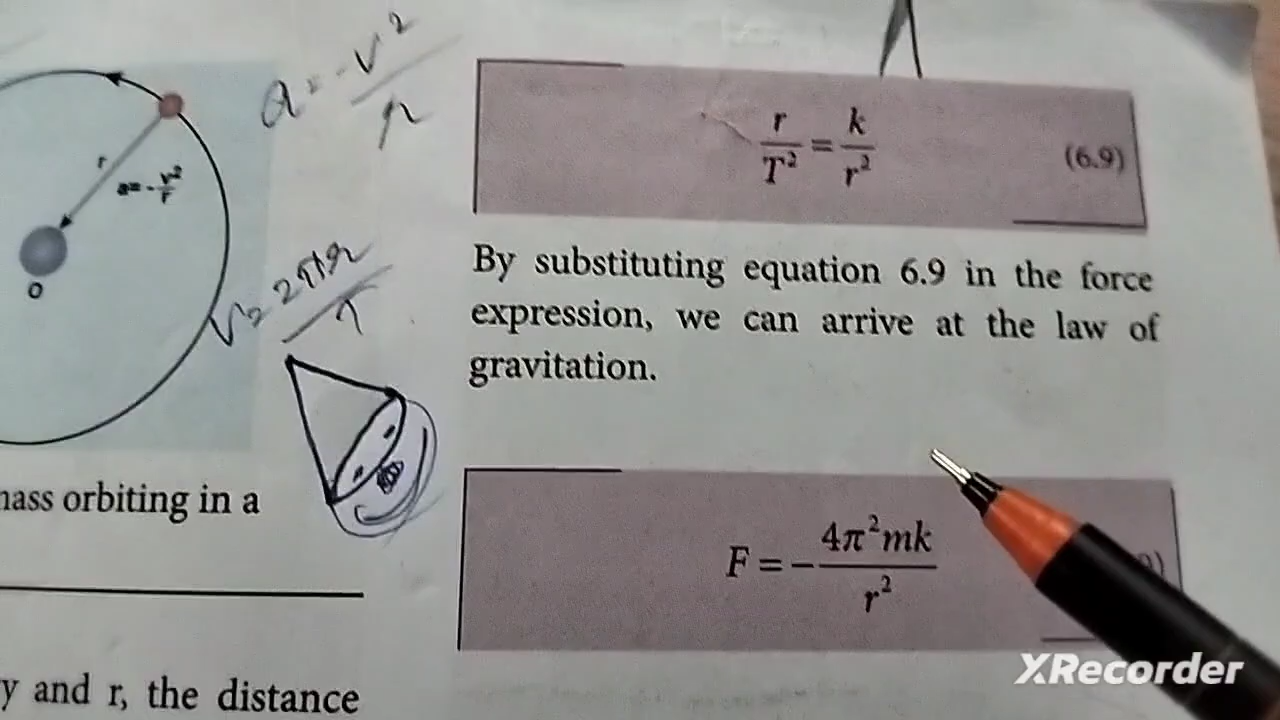 a = -v²/r
r
a = -v²/r
O
v = 2πr/T
mass orbiting in a
y and r, the distance
r/T² = k/r² (6.9)
By substituting equation 6.9 in the force
expression, we can arrive at the law of
gravitation.
F = -4π²mk/r²
XRecorder